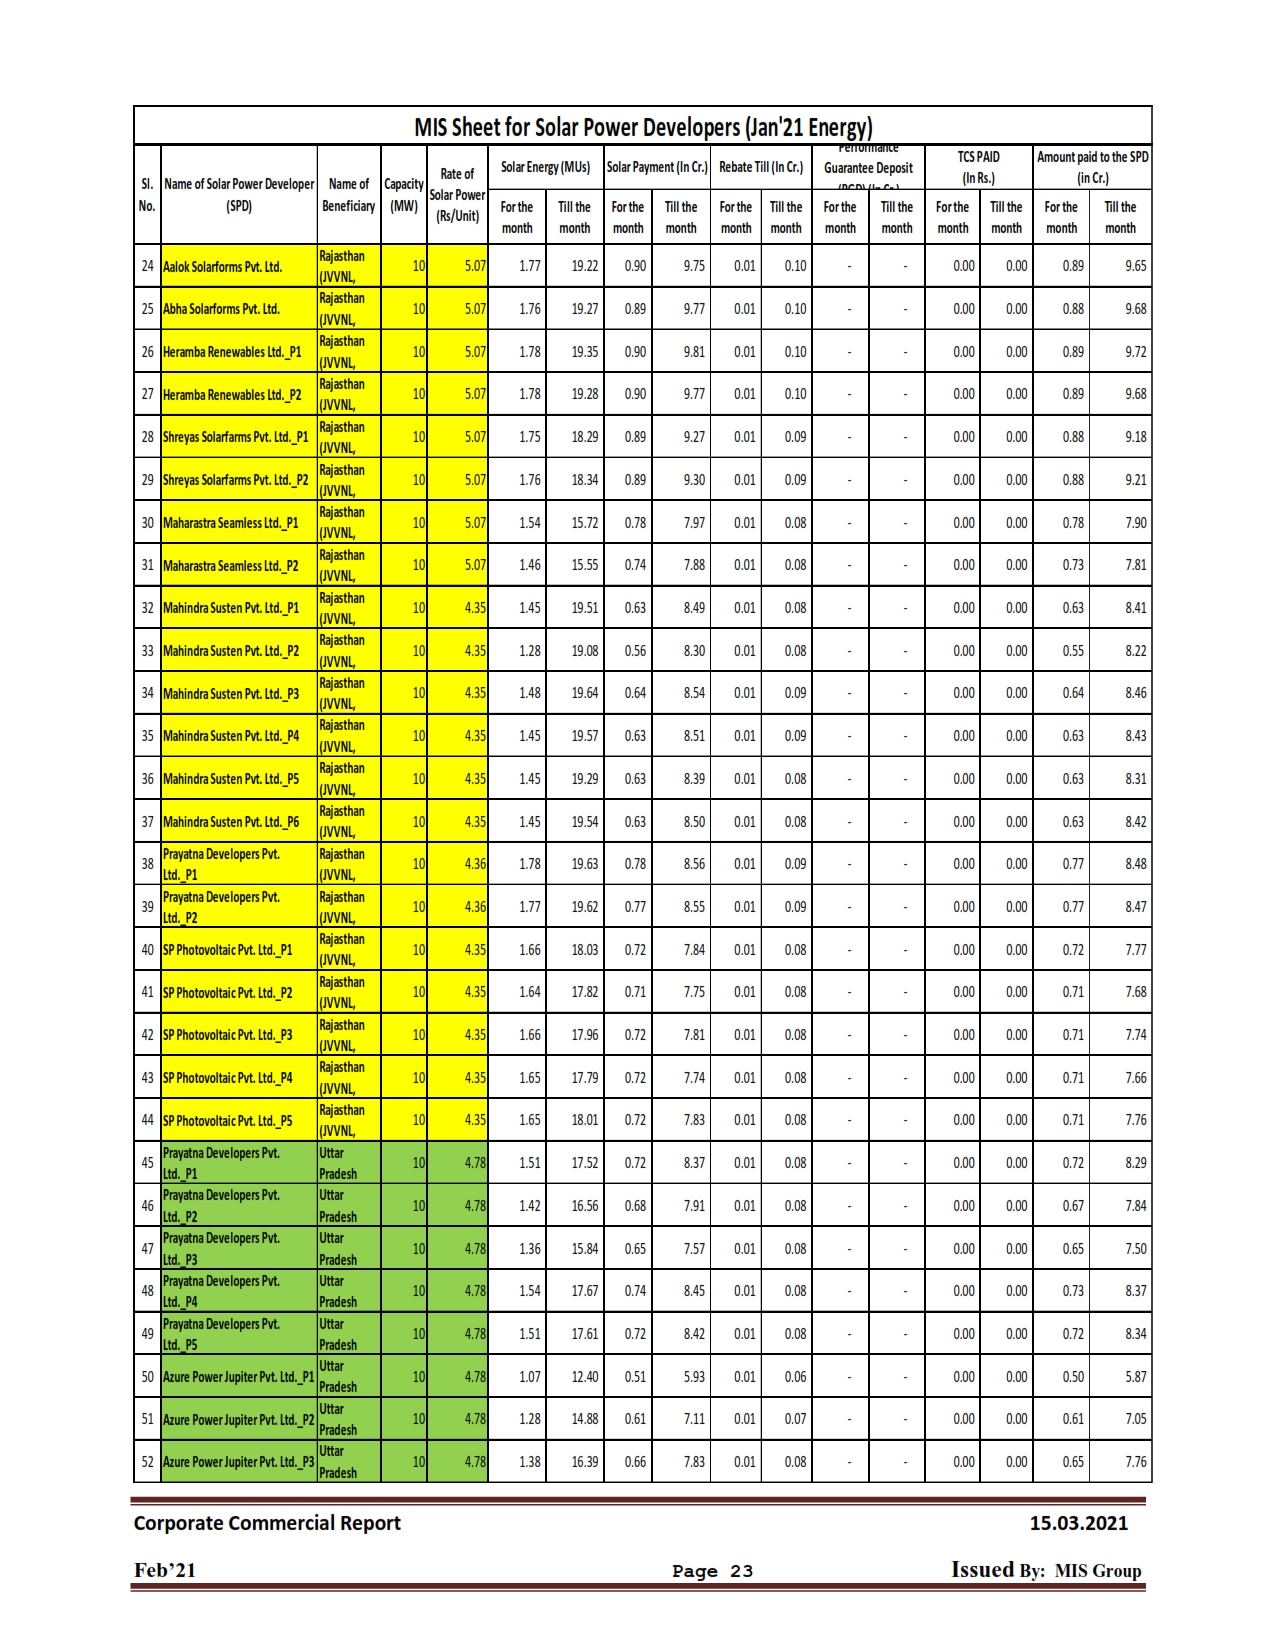 MIS Sheet for Solar Power Developers (Jan'21 Energy)
Sl. No. Name of Solar Power Developer (SPD) Name of Beneficiary Capacity (MW) Rate of Solar Power (Rs/Unit) Solar Energy (MUs) Solar Payment (In Cr.) Rebate Till (In Cr.) Performance Guarantee Deposit (PGD) (In Cr.) TCS PAID (In Rs.) Amount paid to the SPD (in Cr.)
For the month Till the month For the month Till the month For the month Till the month For the month Till the month For the month Till the month For the month Till the month
24 Aalok Solarforms Pvt. Ltd. Rajasthan (JVVNL, 10 5.07 1.77 19.22 0.90 9.75 0.01 0.10 - - 0.00 0.00 0.89 9.65
25 Abha Solarforms Pvt. Ltd. Rajasthan (JVVNL, 10 5.07 1.76 19.27 0.89 9.77 0.01 0.10 - - 0.00 0.00 0.88 9.68
26 Heramba Renewables Ltd._P1 Rajasthan (JVVNL, 10 5.07 1.78 19.35 0.90 9.81 0.01 0.10 - - 0.00 0.00 0.89 9.72
27 Heramba Renewables Ltd._P2 Rajasthan (JVVNL, 10 5.07 1.78 19.28 0.90 9.77 0.01 0.10 - - 0.00 0.00 0.89 9.68
28 Shreyas Solarfarms Pvt. Ltd._P1 Rajasthan (JVVNL, 10 5.07 1.75 18.29 0.89 9.27 0.01 0.09 - - 0.00 0.00 0.88 9.18
29 Shreyas Solarfarms Pvt. Ltd._P2 Rajasthan (JVVNL, 10 5.07 1.76 18.34 0.89 9.30 0.01 0.09 - - 0.00 0.00 0.88 9.21
30 Maharastra Seamless Ltd._P1 Rajasthan (JVVNL, 10 5.07 1.54 15.72 0.78 7.97 0.01 0.08 - - 0.00 0.00 0.78 7.90
31 Maharastra Seamless Ltd._P2 Rajasthan (JVVNL, 10 5.07 1.46 15.55 0.74 7.88 0.01 0.08 - - 0.00 0.00 0.73 7.81
32 Mahindra Susten Pvt. Ltd._P1 Rajasthan (JVVNL, 10 4.35 1.45 19.51 0.63 8.49 0.01 0.08 - - 0.00 0.00 0.63 8.41
33 Mahindra Susten Pvt. Ltd._P2 Rajasthan (JVVNL, 10 4.35 1.28 19.08 0.56 8.30 0.01 0.08 - - 0.00 0.00 0.55 8.22
34 Mahindra Susten Pvt. Ltd._P3 Rajasthan (JVVNL, 10 4.35 1.48 19.64 0.64 8.54 0.01 0.09 - - 0.00 0.00 0.64 8.46
35 Mahindra Susten Pvt. Ltd._P4 Rajasthan (JVVNL, 10 4.35 1.45 19.57 0.63 8.51 0.01 0.09 - - 0.00 0.00 0.63 8.43
36 Mahindra Susten Pvt. Ltd._P5 Rajasthan (JVVNL, 10 4.35 1.45 19.29 0.63 8.39 0.01 0.08 - - 0.00 0.00 0.63 8.31
37 Mahindra Susten Pvt. Ltd._P6 Rajasthan (JVVNL, 10 4.35 1.45 19.54 0.63 8.50 0.01 0.08 - - 0.00 0.00 0.63 8.42
38 Prayatna Developers Pvt. Ltd._P1 Rajasthan (JVVNL, 10 4.36 1.78 19.63 0.78 8.56 0.01 0.09 - - 0.00 0.00 0.77 8.48
39 Prayatna Developers Pvt. Ltd._P2 Rajasthan (JVVNL, 10 4.36 1.77 19.62 0.77 8.55 0.01 0.09 - - 0.00 0.00 0.77 8.47
40 SP Photovoltaic Pvt. Ltd._P1 Rajasthan (JVVNL, 10 4.35 1.66 18.03 0.72 7.84 0.01 0.08 - - 0.00 0.00 0.72 7.77
41 SP Photovoltaic Pvt. Ltd._P2 Rajasthan (JVVNL, 10 4.35 1.64 17.82 0.71 7.75 0.01 0.08 - - 0.00 0.00 0.71 7.68
42 SP Photovoltaic Pvt. Ltd._P3 Rajasthan (JVVNL, 10 4.35 1.66 17.96 0.72 7.81 0.01 0.08 - - 0.00 0.00 0.71 7.74
43 SP Photovoltaic Pvt. Ltd._P4 Rajasthan (JVVNL, 10 4.35 1.65 17.79 0.72 7.74 0.01 0.08 - - 0.00 0.00 0.71 7.66
44 SP Photovoltaic Pvt. Ltd._P5 Rajasthan (JVVNL, 10 4.35 1.65 18.01 0.72 7.83 0.01 0.08 - - 0.00 0.00 0.71 7.76
45 Prayatna Developers Pvt. Ltd._P1 Uttar Pradesh 10 4.78 1.51 17.52 0.72 8.37 0.01 0.08 - - 0.00 0.00 0.72 8.29
46 Prayatna Developers Pvt. Ltd._P2 Uttar Pradesh 10 4.78 1.42 16.56 0.68 7.91 0.01 0.08 - - 0.00 0.00 0.67 7.84
47 Prayatna Developers Pvt. Ltd._P3 Uttar Pradesh 10 4.78 1.36 15.84 0.65 7.57 0.01 0.08 - - 0.00 0.00 0.65 7.50
48 Prayatna Developers Pvt. Ltd._P4 Uttar Pradesh 10 4.78 1.54 17.67 0.74 8.45 0.01 0.08 - - 0.00 0.00 0.73 8.37
49 Prayatna Developers Pvt. Ltd._P5 Uttar Pradesh 10 4.78 1.51 17.61 0.72 8.42 0.01 0.08 - - 0.00 0.00 0.72 8.34
50 Azure Power Jupiter Pvt. Ltd._P1 Uttar Pradesh 10 4.78 1.07 12.40 0.51 5.93 0.01 0.06 - - 0.00 0.00 0.50 5.87
51 Azure Power Jupiter Pvt. Ltd._P2 Uttar Pradesh 10 4.78 1.28 14.88 0.61 7.11 0.01 0.07 - - 0.00 0.00 0.61 7.05
52 Azure Power Jupiter Pvt. Ltd._P3 Uttar Pradesh 10 4.78 1.38 16.39 0.66 7.83 0.01 0.08 - - 0.00 0.00 0.65 7.76
Corporate Commercial Report 15.03.2021
Feb’21 Page 23 Issued By: MIS Group